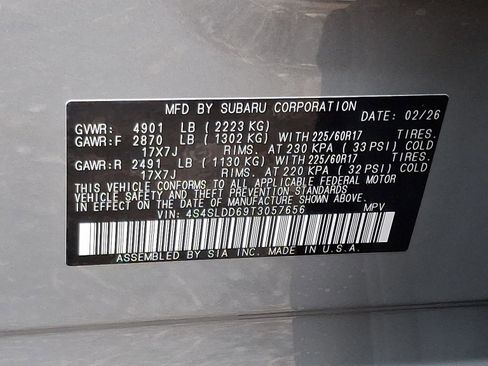 MFD BY SUBARU CORPORATION DATE: 02/26
GVWR: 4901 LB ( 2223 KG)
GAWR:F 2870 LB ( 1302 KG) WITH 225/60R17
17X7J RIMS. AT 230 KPA ( 33 PSI) COLD
GAWR:R 2491 LB ( 1130 KG) WITH 225/60R17
17X7J RIMS. AT 220 KPA ( 32 PSI) COLD
THIS VEHICLE CONFORMS TO ALL APPLICABLE FEDERAL MOTOR
VEHICLE SAFETY AND THEFT PREVENTION STANDARDS
IN EFFECT ON THE DATE OF MANUFACTURE SHOWN ABOVE.
VIN: 4S4SLDD69T3057656 MPV
ASSEMBLED BY SIA INC. MADE IN U.S.A.